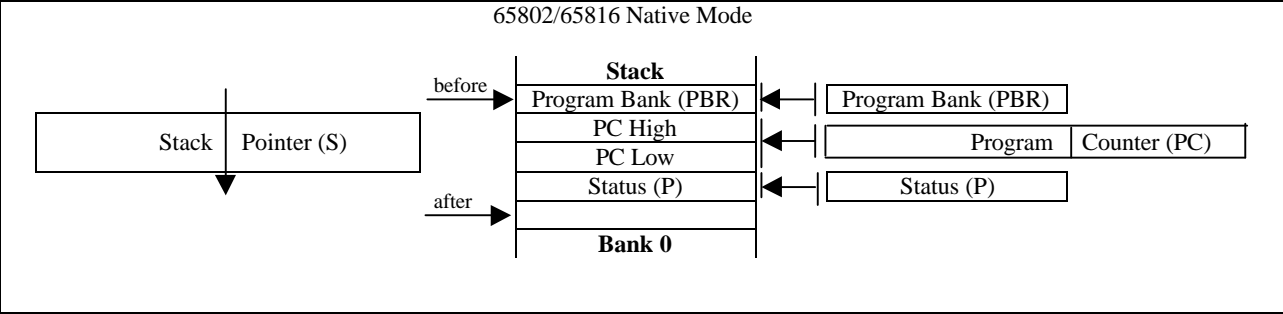 65802/65816 Native Mode
Stack
before
Program Bank (PBR) Program Bank (PBR)
PC High
Stack Pointer (S) Program Counter (PC)
PC Low
Status (P) Status (P)
after
Bank 0